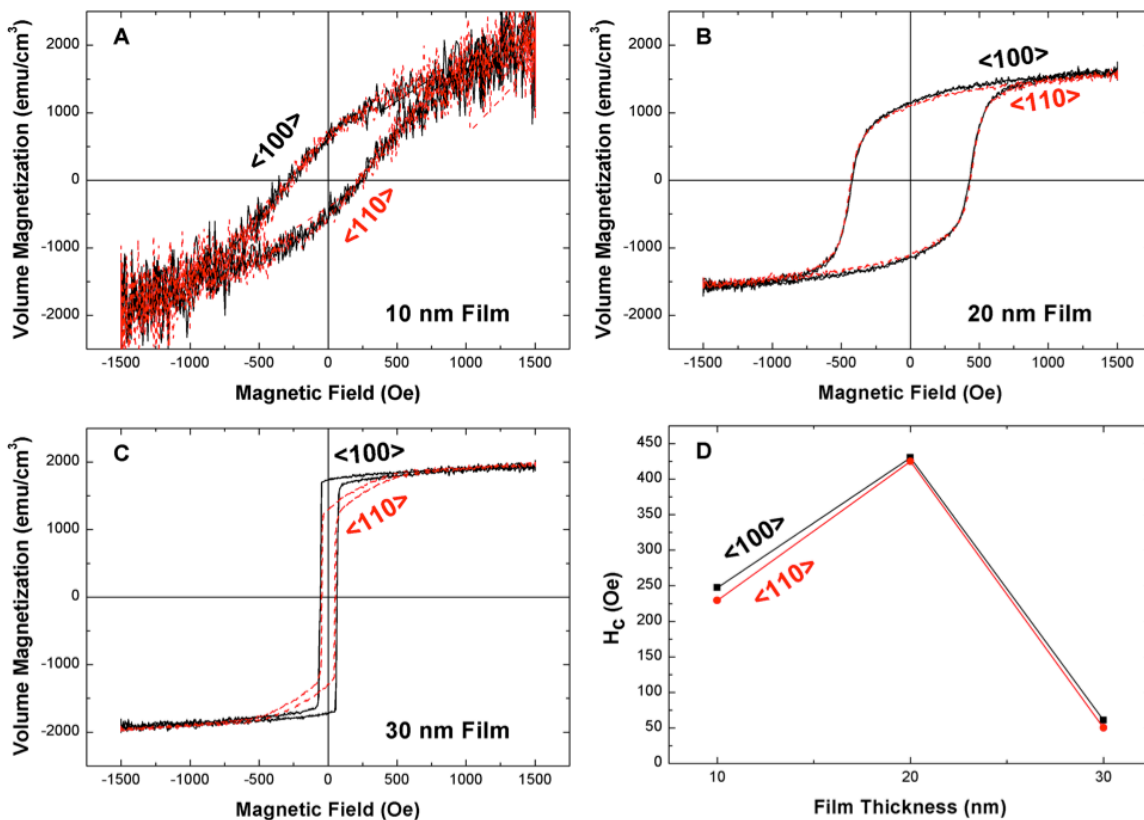 A
<100>
<110>
10 nm Film
2000
1000
0
-1000
-2000
-1500 -1000 -500 0 500 1000 1500
Volume Magnetization (emu/cm³)
Magnetic Field (Oe)
B
<100>
<110>
20 nm Film
2000
1000
0
-1000
-2000
-1500 -1000 -500 0 500 1000 1500
Volume Magnetization (emu/cm³)
Magnetic Field (Oe)
C
<100>
<110>
30 nm Film
2000
1000
0
-1000
-2000
-1500 -1000 -500 0 500 1000 1500
Volume Magnetization (emu/cm³)
Magnetic Field (Oe)
D
<100>
<110>
450
400
350
300
250
200
150
100
50
0
10 20 30
H_C (Oe)
Film Thickness (nm)